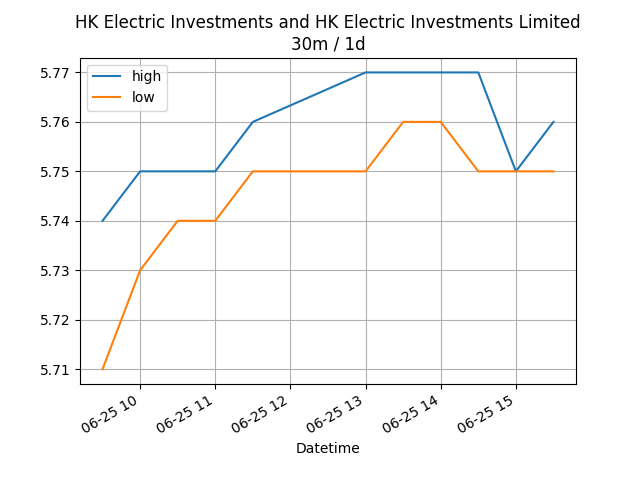 HK Electric Investments and HK Electric Investments Limited
30m / 1d
high
low
5.77
5.76
5.75
5.74
5.73
5.72
5.71
06-25 10
06-25 11
06-25 12
06-25 13
06-25 14
06-25 15
Datetime